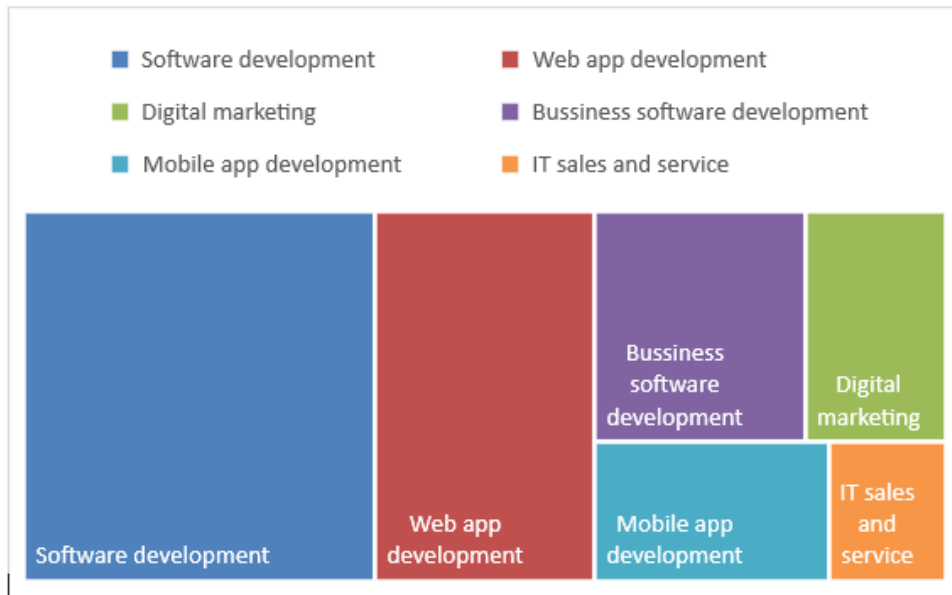 Software development
Web app development
Digital marketing
Bussiness software development
Mobile app development
IT sales and service
Software development
Web app
development
Bussiness
software
development
Digital
marketing
Mobile app
development
IT sales
and
service